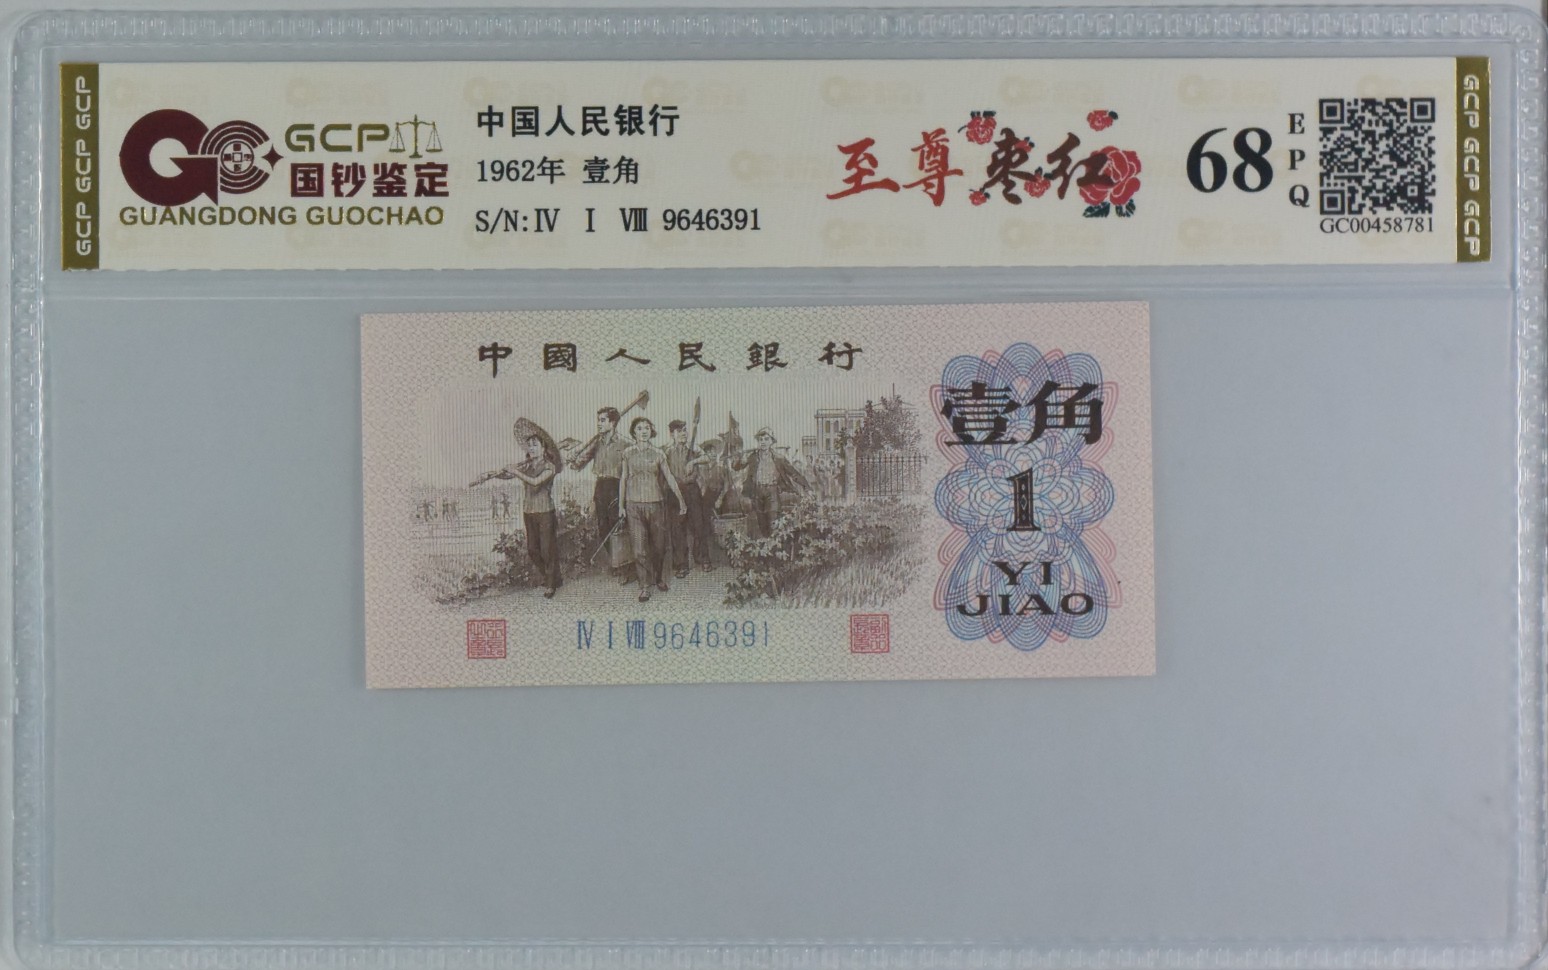 GCP GCP GCP
GCP
国钞鉴定
GUANGDONG GUOCHAO
中国人民银行
1962年 壹角
S/N:Ⅳ Ⅰ Ⅷ 9646391
至尊枣红
68
EPQ
GC00458781
GCP GCP GCP
中國人民銀行
壹角
1
YI
JIAO
Ⅳ Ⅰ Ⅷ 9646391